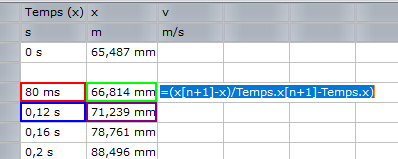 Temps (x) x v
s m m/s
0 s 65,487 mm
80 ms 66,814 mm =(x[n+1]-x)/Temps.x[n+1]-Temps.x)
0,12 s 71,239 mm
0,16 s 78,761 mm
0,2 s 88,496 mm